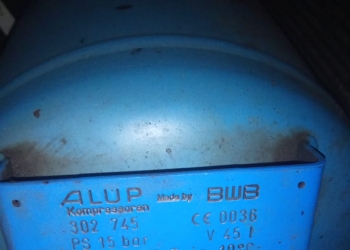 ALUP Made by BWB
Kompressoren
302 745 CE 0036
PS 15 bar V 45 l